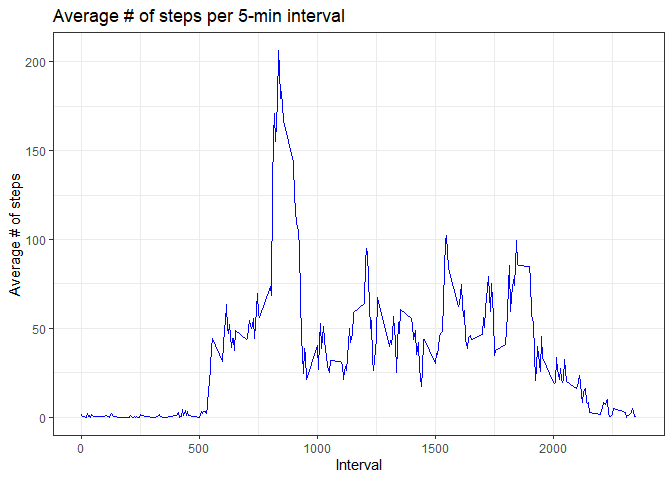 Average # of steps per 5-min interval
200
150
100
50
0
Average # of steps
0 500 1000 1500 2000
Interval